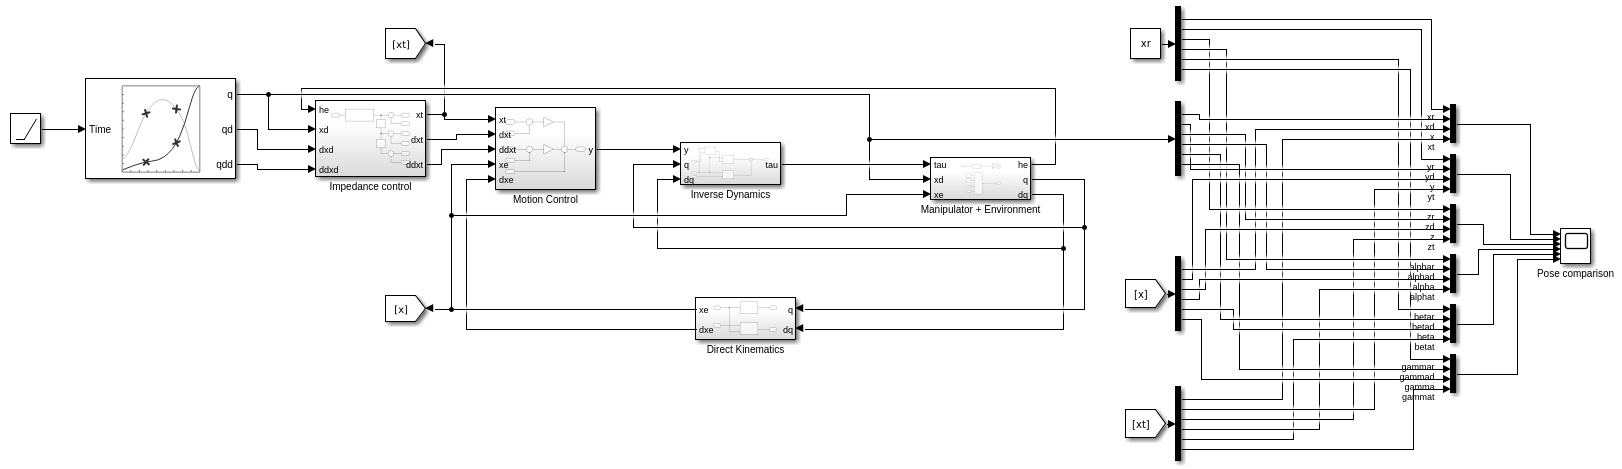 [xt]
Time
q
qd
qdd
he
xd
dxd
ddxd
xt
dxt
ddxt
Impedance control
xt
dxt
ddxt
xe
dxe
y
Motion Control
y
q
dq
tau
Inverse Dynamics
tau
xd
xe
he
q
dq
Manipulator + Environment
[x]
xe
dxe
q
dq
Direct Kinematics
xr
[x]
[xt]
xr
xd
x
xt
yr
yd
y
yt
zr
zd
z
zt
alphar
alphad
alpha
alphat
betar
betad
beta
betat
gammar
gammad
gamma
gammat
Pose comparison